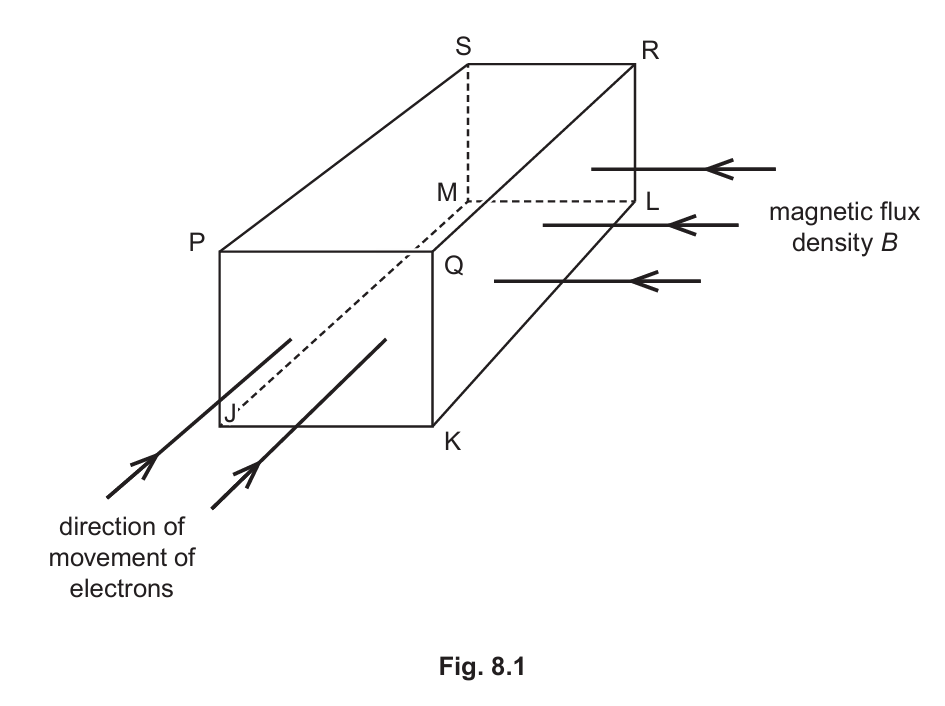 S
R
M
L
magnetic flux
density B
P
Q
J
K
direction of
movement of
electrons
Fig. 8.1